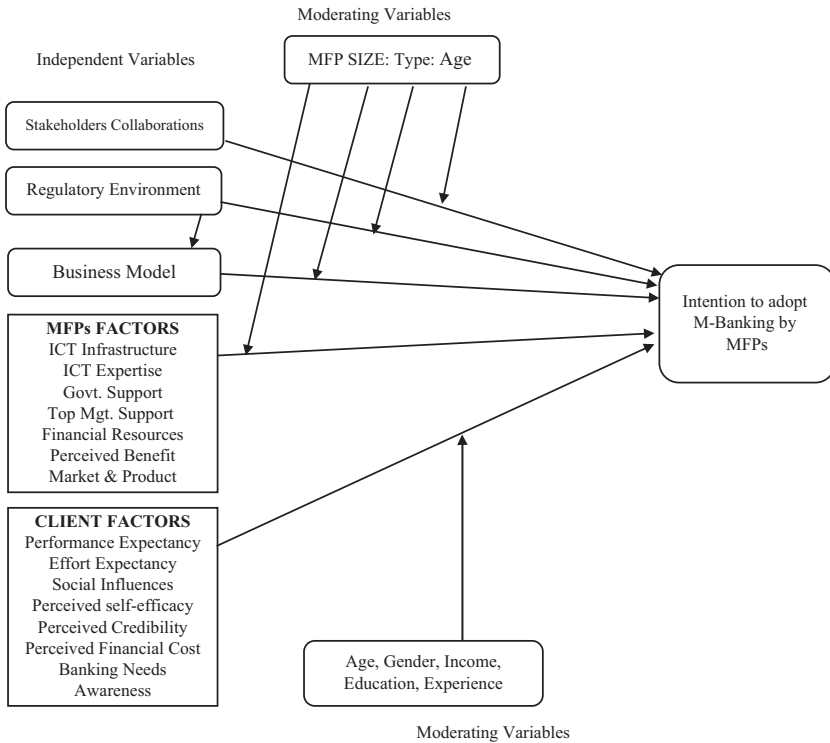 Moderating Variables
Independent Variables
MFP SIZE: Type: Age
Stakeholders Collaborations
Regulatory Environment
Business Model
MFPs FACTORS
ICT Infrastructure
ICT Expertise
Govt. Support
Top Mgt. Support
Financial Resources
Perceived Benefit
Market & Product
Intention to adopt
M-Banking by
MFPs
CLIENT FACTORS
Performance Expectancy
Effort Expectancy
Social Influences
Perceived self-efficacy
Perceived Credibility
Perceived Financial Cost
Banking Needs
Awareness
Age, Gender, Income,
Education, Experience
Moderating Variables